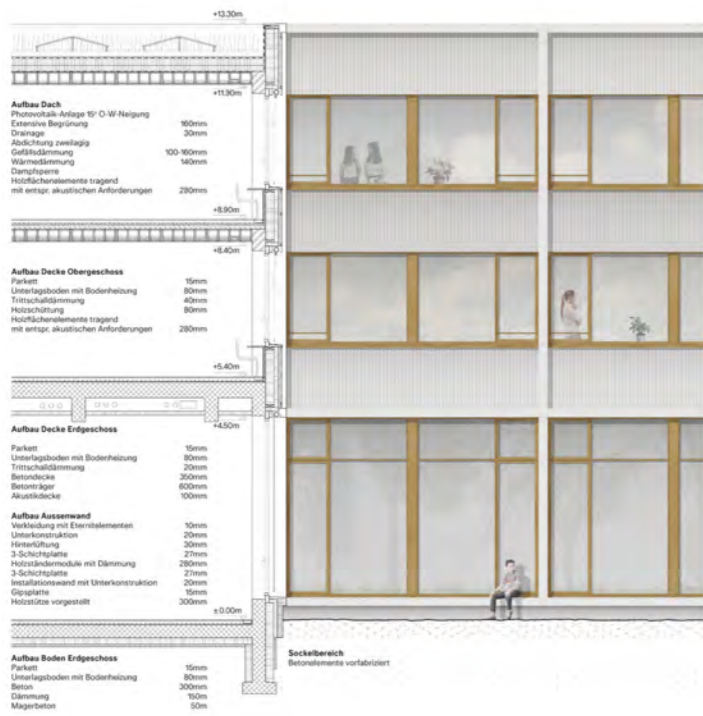 +13.30m
+11.90m
Aufbau Dach
Photovoltaik-Anlage 15° O-W-Neigung
Extensive Begrünung 160mm
Drainage 30mm
Abdichtung zweilagig
Gefällsdämmung 100-160mm
Wärmedämmung 140mm
Dampfsperre
Holzflächenelemente tragend
mit entspr. akustischen Anforderungen 280mm
+8.90m
+8.40m
Aufbau Decke Obergeschoss
Parkett 15mm
Unterlagsboden mit Bodenheizung 80mm
Trittschalldämmung 40mm
Holzschüttung 80mm
Holzflächenelemente tragend
mit entspr. akustischen Anforderungen 280mm
+5.40m
+4.50m
Aufbau Decke Erdgeschoss
Parkett 15mm
Unterlagsboden mit Bodenheizung 80mm
Trittschalldämmung 20mm
Betondecke 350mm
Betonträger 600mm
Akustikdecke 100mm
Aufbau Aussenwand
Verkleidung mit Eternitelementen 10mm
Unterkonstruktion 20mm
Hinterlüftung 30mm
3-Schichtplatte 27mm
Holzständermodule mit Dämmung 280mm
3-Schichtplatte 27mm
Installationswand mit Unterkonstruktion 20mm
Gipsplatte 15mm
Holzstütze vorgestellt 300mm
±0.00m
Aufbau Boden Erdgeschoss
Parkett 15mm
Unterlagsboden mit Bodenheizung 80mm
Beton 300mm
Dämmung 150m
Magerbeton 50m
Sockelbereich
Betonelemente vorfabriziert